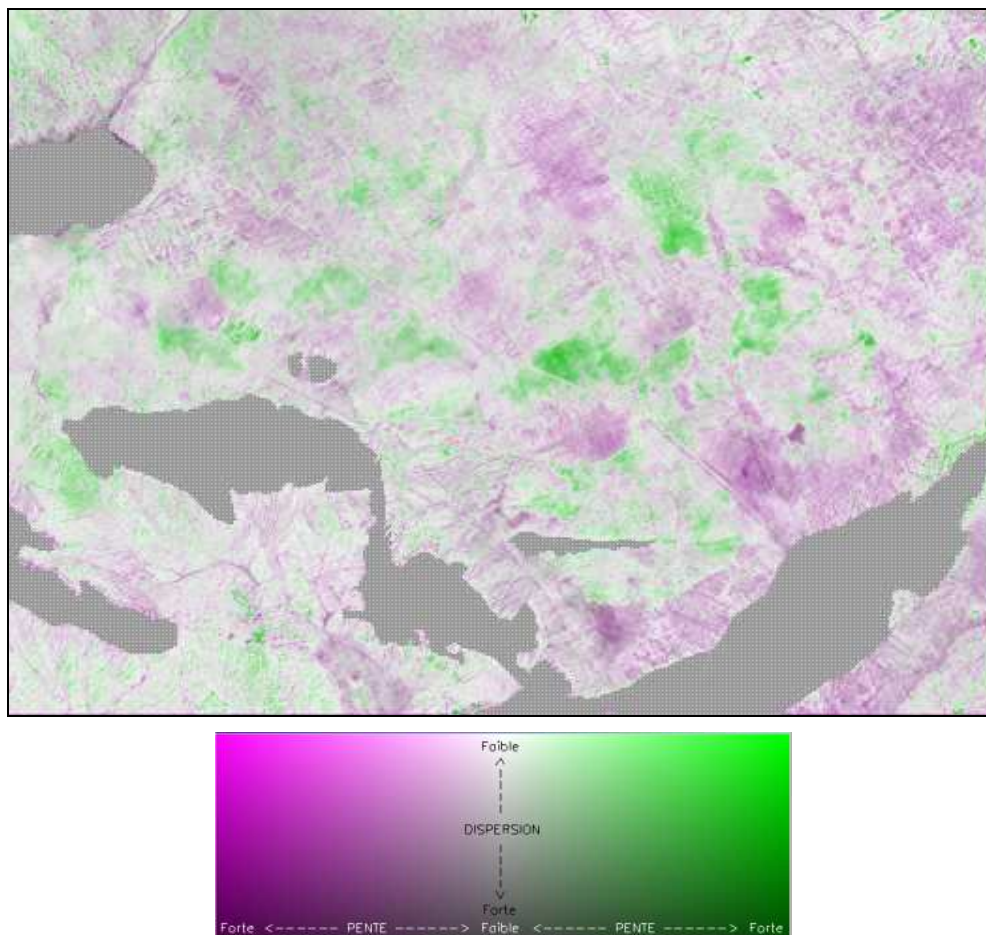 Faible
DISPERSION
Forte
Forte <------ PENTE ------> Faible <------ PENTE ------> Forte